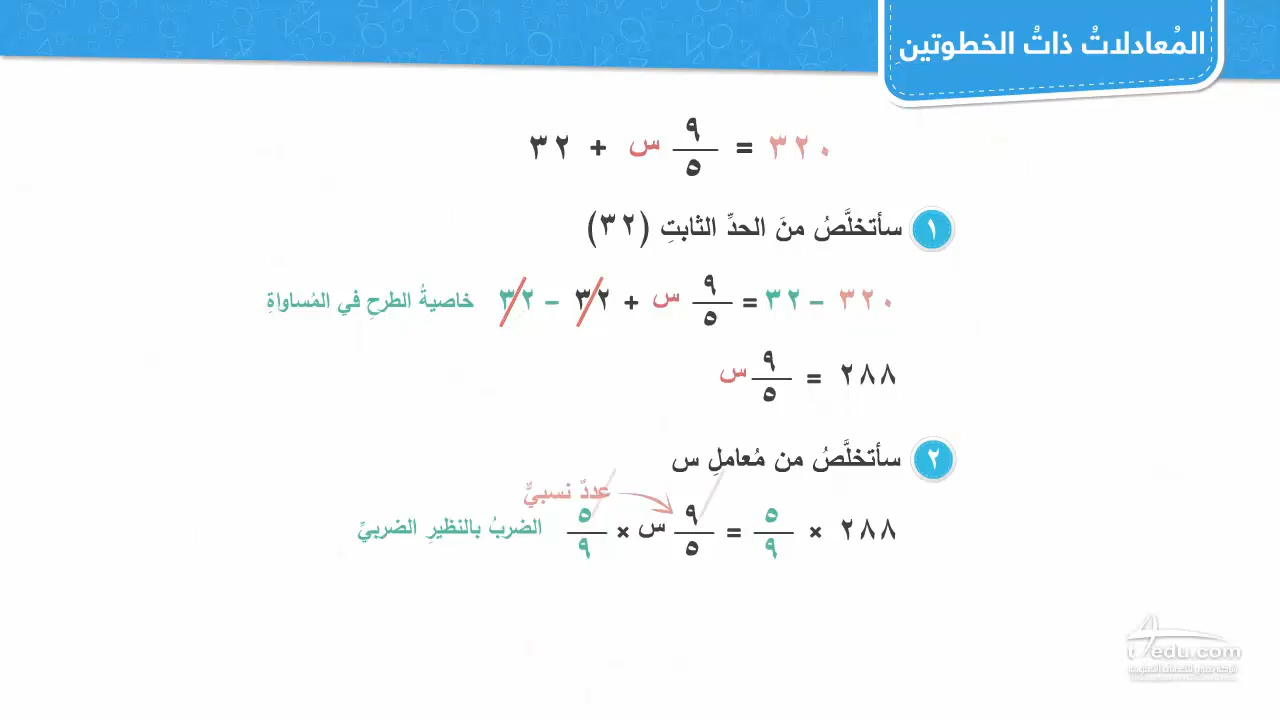 المُعادلاتُ ذاتُ الخطوتين
٣٢٠ = ٩/٥ س + ٣٢
١ سأتخلَّصُ منَ الحدِّ الثابتِ (٣٢)
٣٢٠ − ٣٢ = ٩/٥ س + ٣٢ − ٣٢ خاصيةُ الطرحِ في المُساواةِ
٢٨٨ = ٩/٥ س
٢ سأتخلَّصُ من مُعاملِ س
عددٌ نسبيٌّ
٢٨٨ × ٥/٩ = ٩/٥ س × ٥/٩ الضربُ بالنظيرِ الضربيِّ